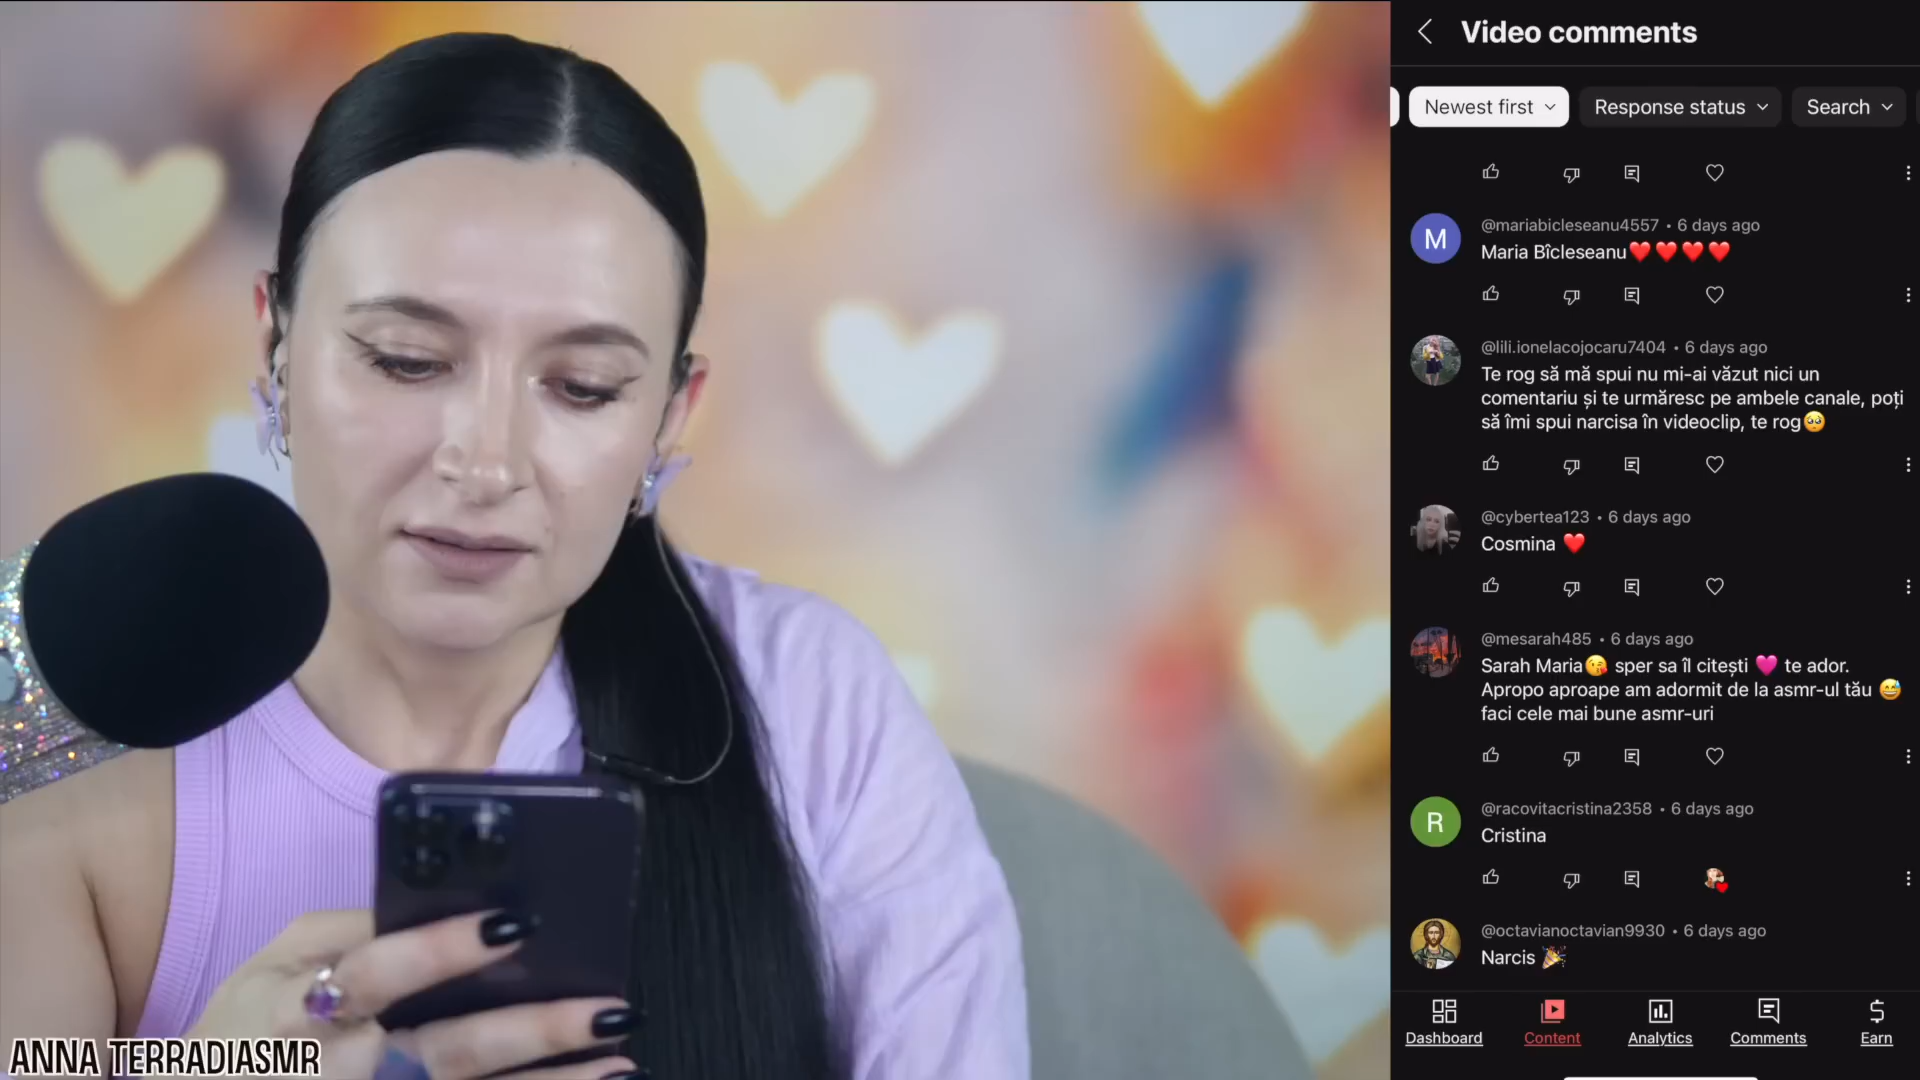 Video comments
Newest first
Response status
Search
@mariabicleseanu4557 • 6 days ago
M
Maria Bîcleseanu❤️❤️❤️❤️
@lili.ionelacojocaru7404 • 6 days ago
Te rog să mă spui nu mi-ai văzut nici un
comentariu și te urmăresc pe ambele canale, poți
să îmi spui narcisa în videoclip, te rog🥺
@cybertea123 • 6 days ago
Cosmina ❤️
@mesarah485 • 6 days ago
Sarah Maria😘 sper sa îl citești 💗 te ador.
Apropo aproape am adormit de la asmr-ul tău 😅
faci cele mai bune asmr-uri
@racovitacristina2358 • 6 days ago
R
Cristina
@octavianoctavian9930 • 6 days ago
Narcis 🎉
Dashboard
Content
Analytics
Comments
Earn
ANNA TERRADIASMR